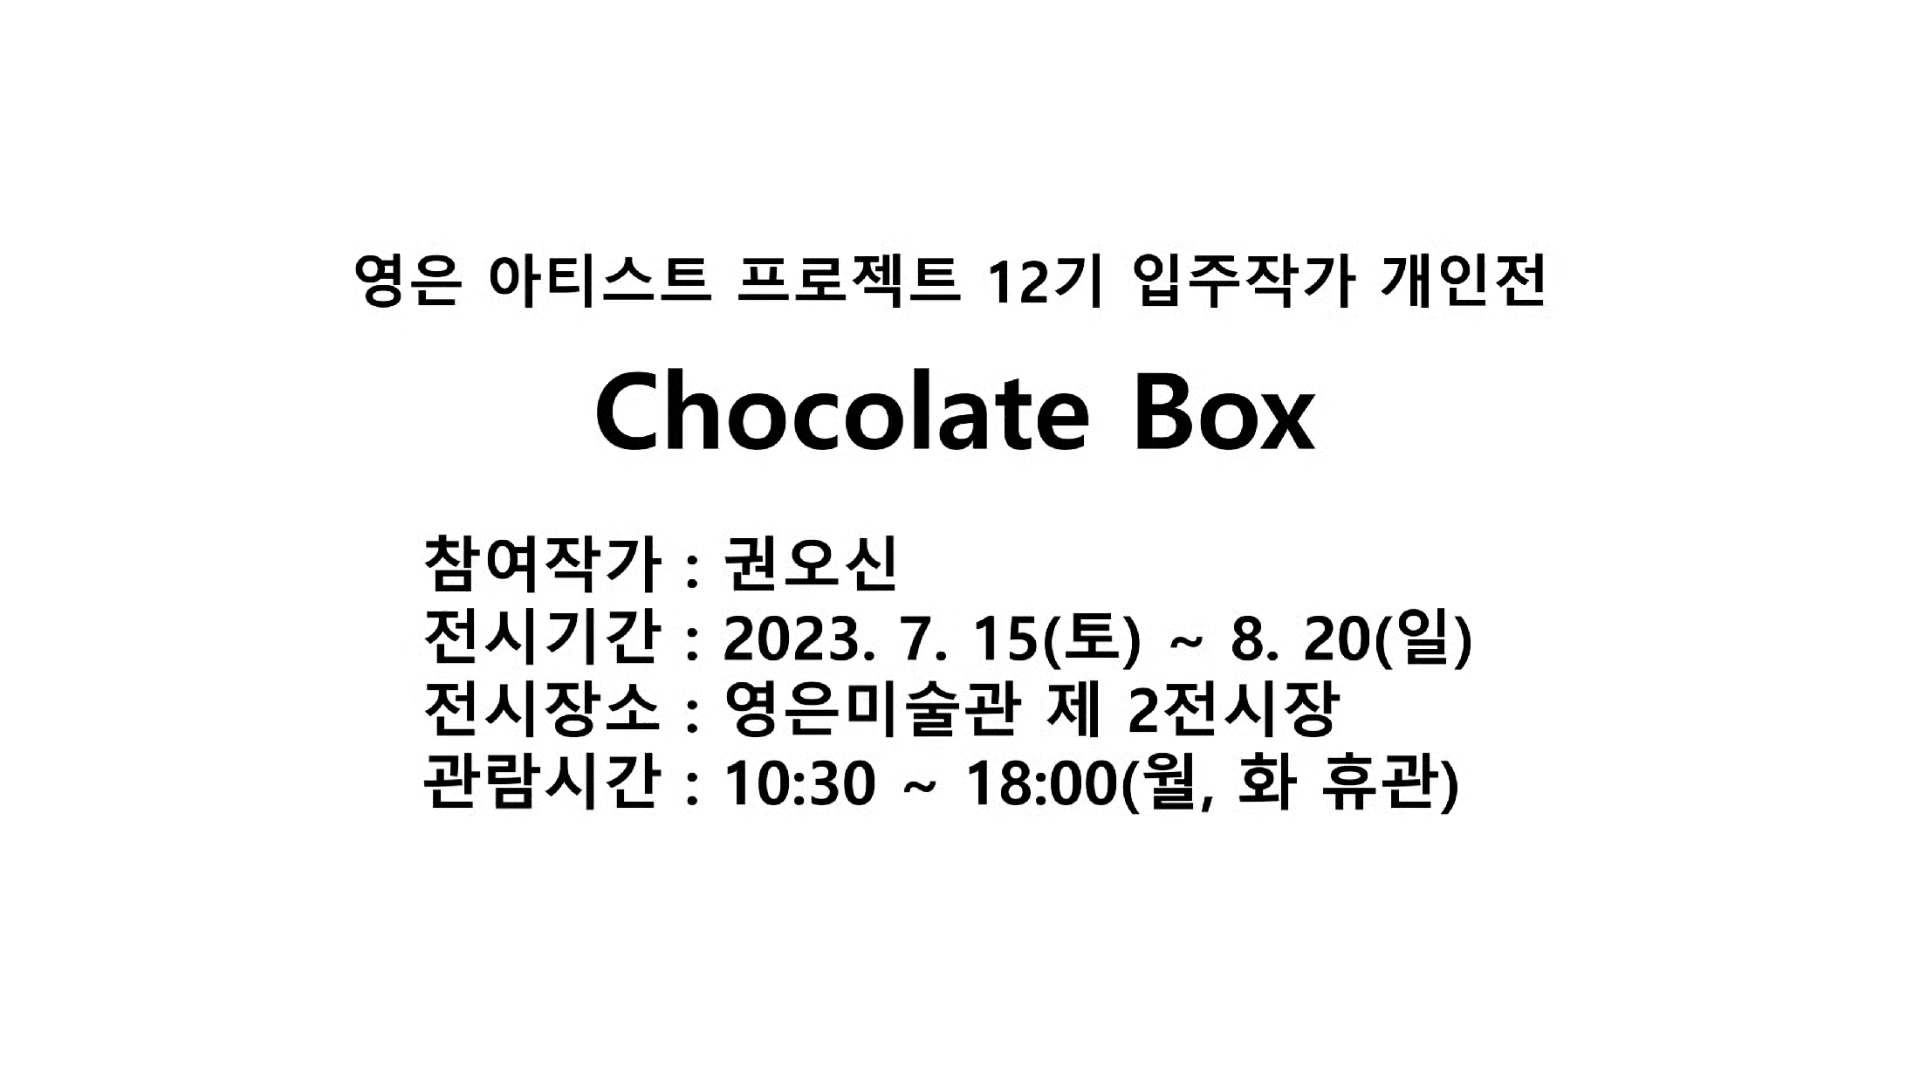 영은 아티스트 프로젝트 12기 입주작가 개인전
Chocolate Box
참여작가 : 권오신
전시기간 : 2023. 7. 15(토) ~ 8. 20(일)
전시장소 : 영은미술관 제 2전시장
관람시간 : 10:30 ~ 18:00(월, 화 휴관)